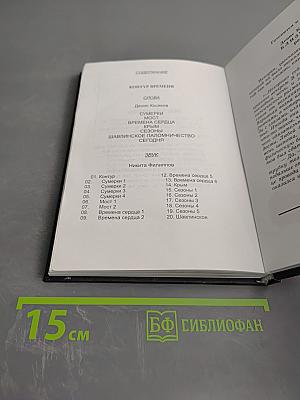 СОДЕРЖАНИЕ
КОНТУР ВРЕМЕНИ
СЛОВА
СУМЕРКИ
МОСТ
ВРЕМЕНА СЕРДЦА
КРЫМ
СЕЗОНЫ
ШАВЛИНСКОЕ ПАЛОМНИЧЕСТВО
СЕГОДНЯ
ЗВУК
Никита Филиппов
01. Контур
02. Сумерки 1
03. Сумерки 2
04. Сумерки 3
05. Сумерки 4
06. Мост 1
07. Мост 2
08. Времена сердца 1
09. Времена сердца 2
12. Времена сердца 5
13. Времена сердца 6
14. Крым
15. Сезоны 1
16. Сезоны 2
17. Сезоны 3
18. Сезоны 4
19. Сезоны 5
20. Шавлинское
15 см
БФ БИБЛИОФАН